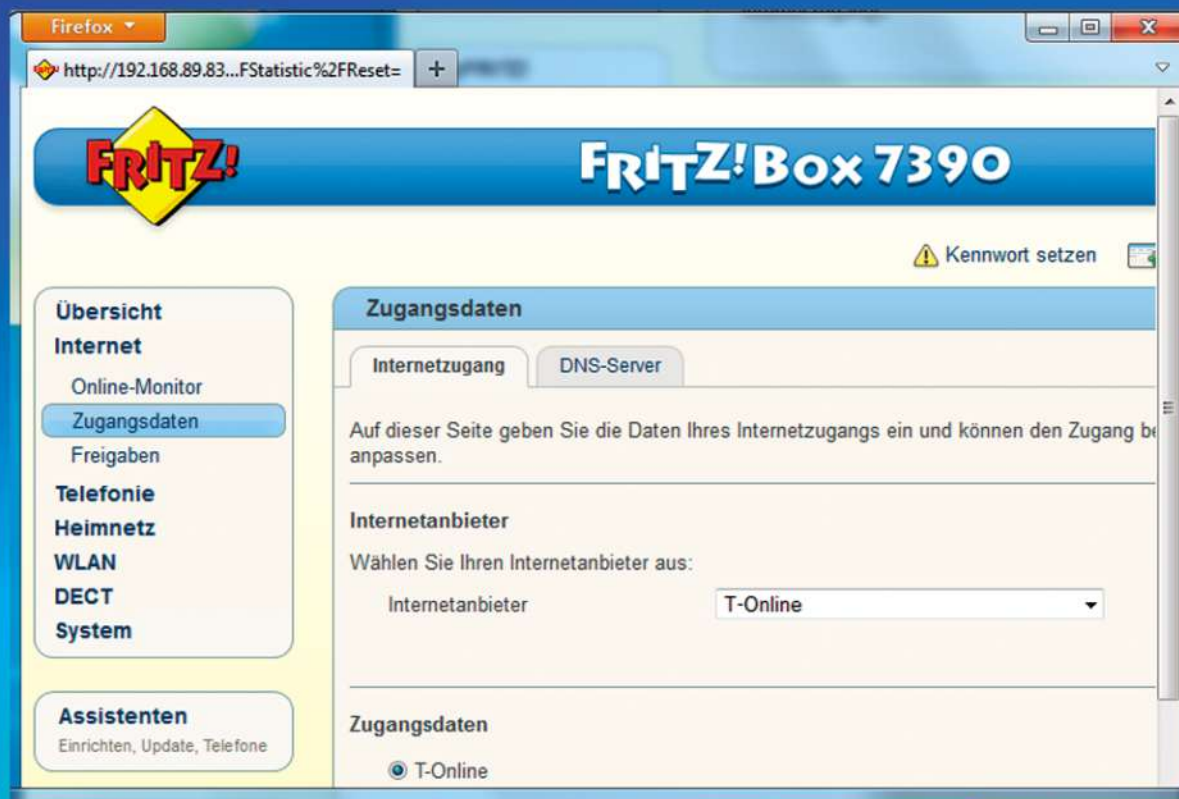 Firefox
http://192.168.89.83...FStatistic%2FReset=
FRITZ!
FRITZ!Box 7390
Kennwort setzen
Übersicht
Internet
Online-Monitor
Zugangsdaten
Freigaben
Telefonie
Heimnetz
WLAN
DECT
System
Assistenten
Einrichten, Update, Telefone
Zugangsdaten
Internetzugang DNS-Server
Auf dieser Seite geben Sie die Daten Ihres Internetzugangs ein und können den Zugang
anpassen.
Internetanbieter
Wählen Sie Ihren Internetanbieter aus:
Internetanbieter T-Online
Zugangsdaten
T-Online